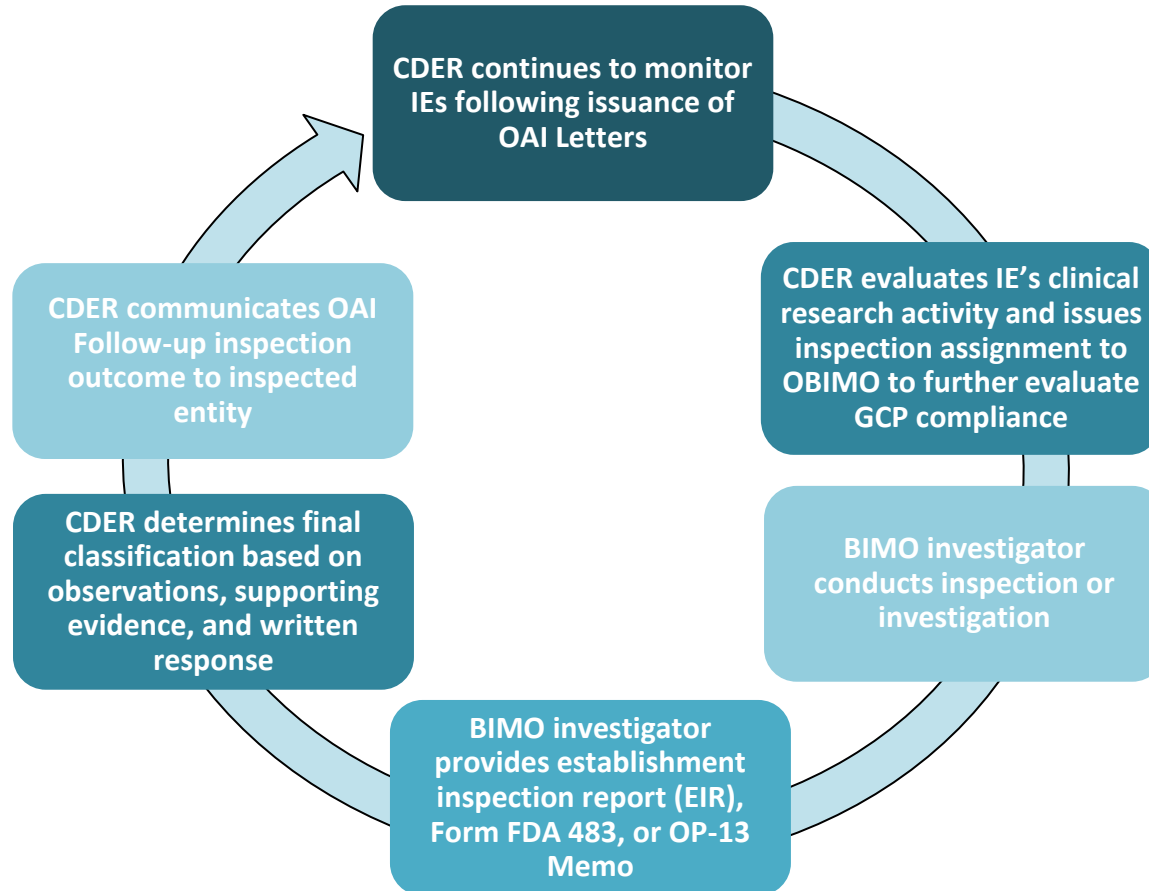 CDER continues to monitor
IEs following issuance of
OAI Letters
CDER evaluates IE’s clinical
research activity and issues
inspection assignment to
OBIMO to further evaluate
GCP compliance
BIMO investigator
conducts inspection or
investigation
BIMO investigator
provides establishment
inspection report (EIR),
Form FDA 483, or OP-13
Memo
CDER determines final
classification based on
observations, supporting
evidence, and written
response
CDER communicates OAI
Follow-up inspection
outcome to inspected
entity